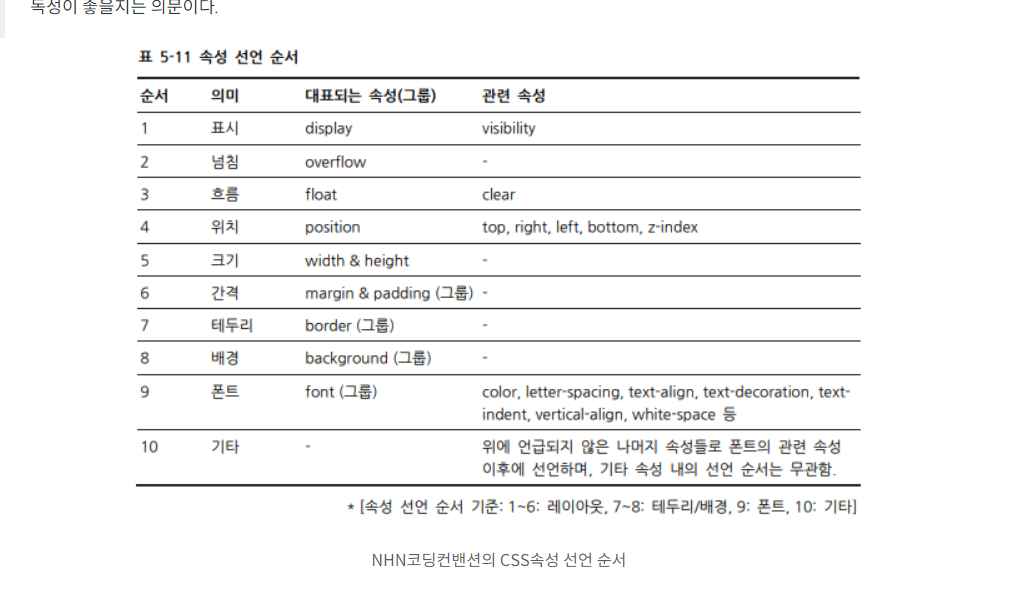 독성이 좋을지는 의문이다.
표 5-11 속성 선언 순서
순서 의미 대표되는 속성(그룹) 관련 속성
1 표시 display visibility
2 넘침 overflow -
3 흐름 float clear
4 위치 position top, right, left, bottom, z-index
5 크기 width & height -
6 간격 margin & padding (그룹) -
7 테두리 border (그룹) -
8 배경 background (그룹) -
9 폰트 font (그룹) color, letter-spacing, text-align, text-decoration, text-
indent, vertical-align, white-space 등
10 기타 - 위에 언급되지 않은 나머지 속성들로 폰트의 관련 속성
이후에 선언하며, 기타 속성 내의 선언 순서는 무관함.
* [속성 선언 순서 기준: 1~6: 레이아웃, 7~8: 테두리/배경, 9: 폰트, 10: 기타]
NHN코딩컨밴션의 CSS속성 선언 순서